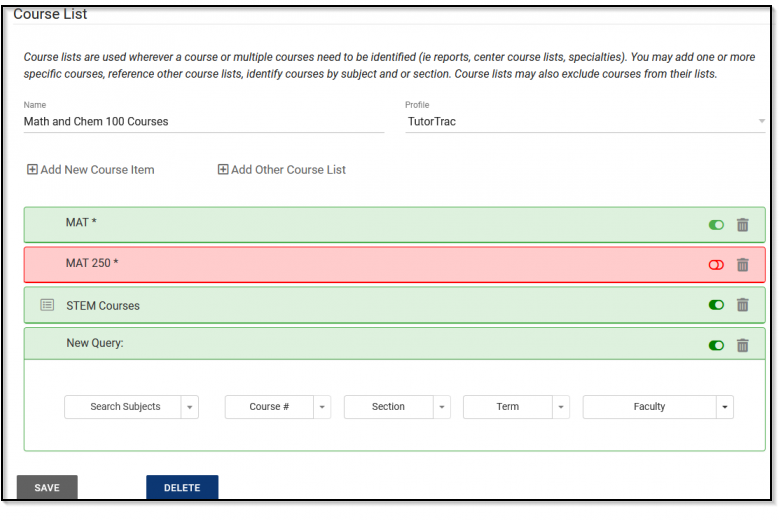 Course List
Course lists are used wherever a course or multiple courses need to be identified (ie reports, center course lists, specialties). You may add one or more
specific courses, reference other course lists, identify courses by subject and or section. Course lists may also exclude courses from their lists.
Name
Profile
Math and Chem 100 Courses
TutorTrac
Add New Course Item
Add Other Course List
MAT *
MAT 250 *
STEM Courses
New Query:
Search Subjects
Course #
Section
Term
Faculty
SAVE
DELETE